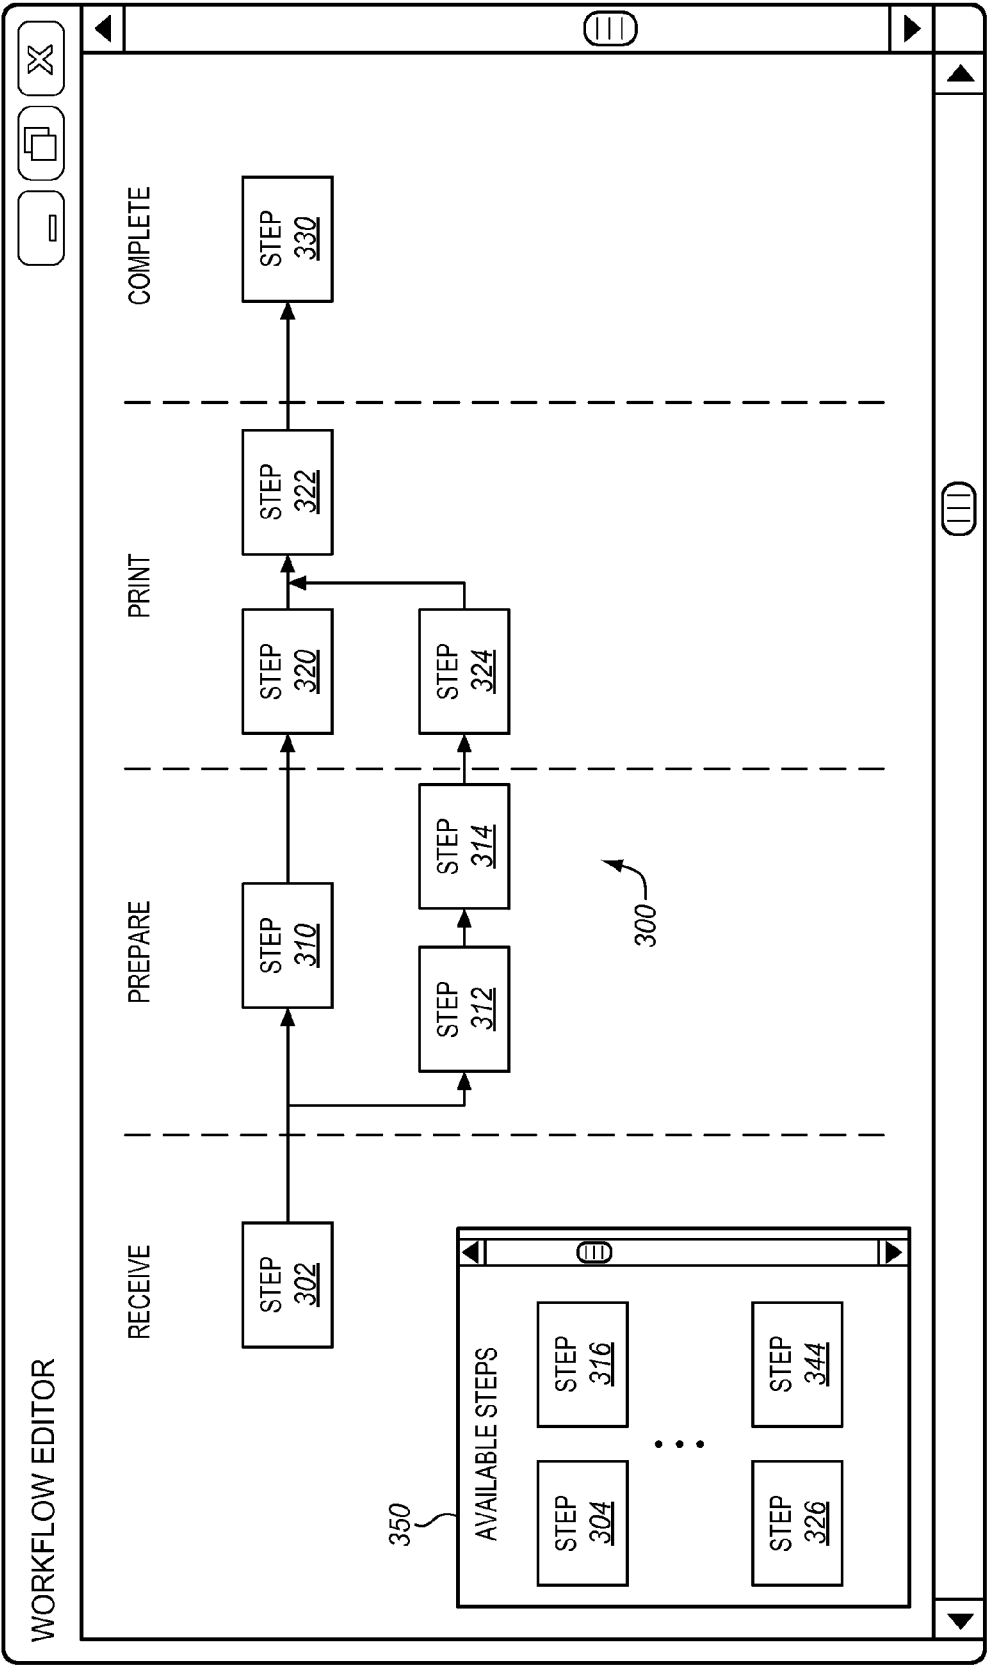 WORKFLOW EDITOR
X
RECEIVE
PREPARE
PRINT
COMPLETE
STEP
302
STEP
310
STEP
320
STEP
322
STEP
330
STEP
312
STEP
314
STEP
324
300
350
AVAILABLE STEPS
STEP
304
STEP
316
...
STEP
326
STEP
344